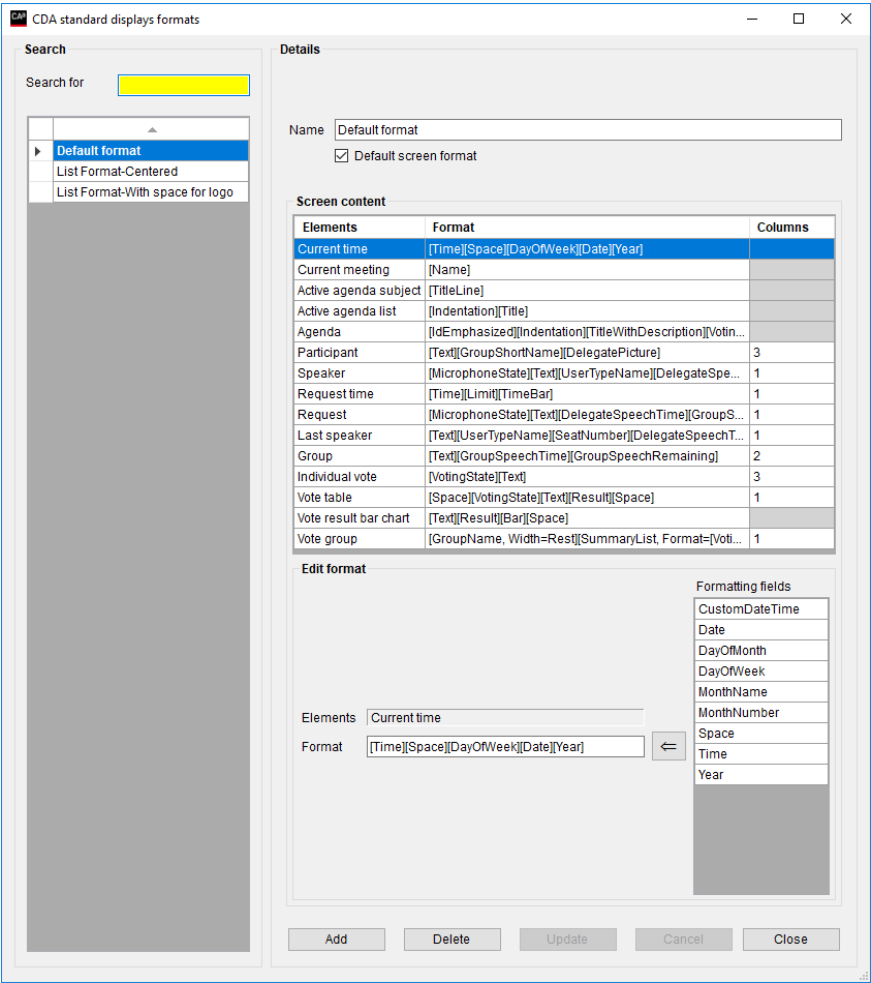 CAA CDA standard displays formats
Search
Search for
Default format
List Format-Centered
List Format-With space for logo
Details
Name Default format
Default screen format
Screen content
Elements Format Columns
Current time [Time][Space][DayOfWeek][Date][Year]
Current meeting [Name]
Active agenda subject [TitleLine]
Active agenda list [Indentation][Title]
Agenda [IdEmphasized][Indentation][TitleWithDescription][Votin...
Participant [Text][GroupShortName][DelegatePicture] 3
Speaker [MicrophoneState][Text][UserTypeName][DelegateSpe... 1
Request time [Time][Limit][TimeBar] 1
Request [MicrophoneState][Text][DelegateSpeechTime][GroupS... 1
Last speaker [Text][UserTypeName][SeatNumber][DelegateSpeechT... 1
Group [Text][GroupSpeechTime][GroupSpeechRemaining] 2
Individual vote [VotingState][Text] 3
Vote table [Space][VotingState][Text][Result][Space] 1
Vote result bar chart [Text][Result][Bar][Space]
Vote group [GroupName, Width=Rest][SummaryList, Format=[Voti... 1
Edit format
Formatting fields
CustomDateTime
Date
DayOfMonth
DayOfWeek
MonthName
MonthNumber
Space
Time
Year
Elements Current time
Format [Time][Space][DayOfWeek][Date][Year]
Add Delete Update Cancel Close